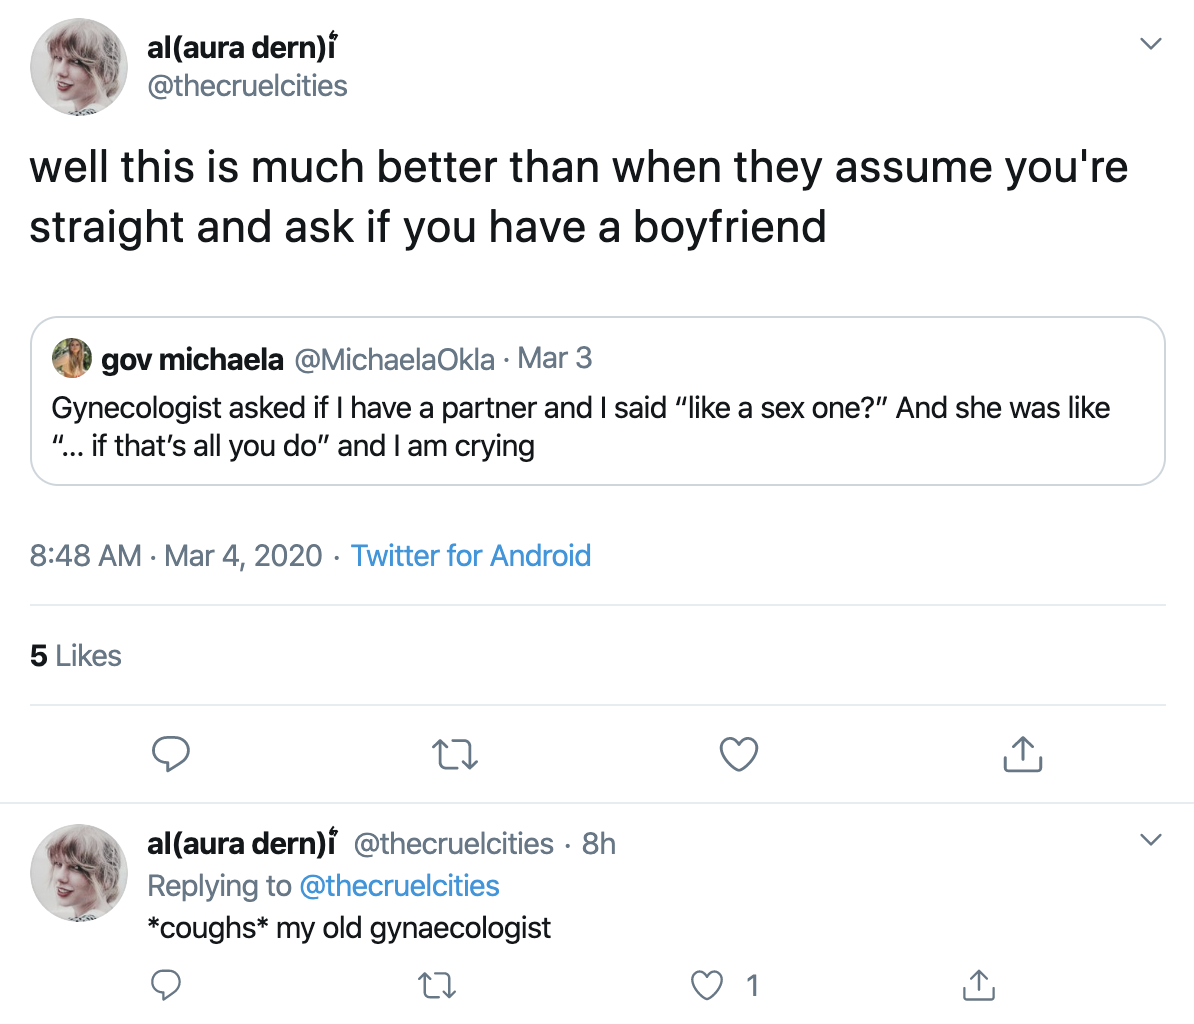 al(aura dern)i
@thecruelcities
well this is much better than when they assume you're
straight and ask if you have a boyfriend
gov michaela @MichaelaOkla · Mar 3
Gynecologist asked if I have a partner and I said “like a sex one?” And she was like
“... if that’s all you do” and I am crying
8:48 AM · Mar 4, 2020 · Twitter for Android
5 Likes
al(aura dern)i @thecruelcities · 8h
Replying to @thecruelcities
*coughs* my old gynaecologist
1